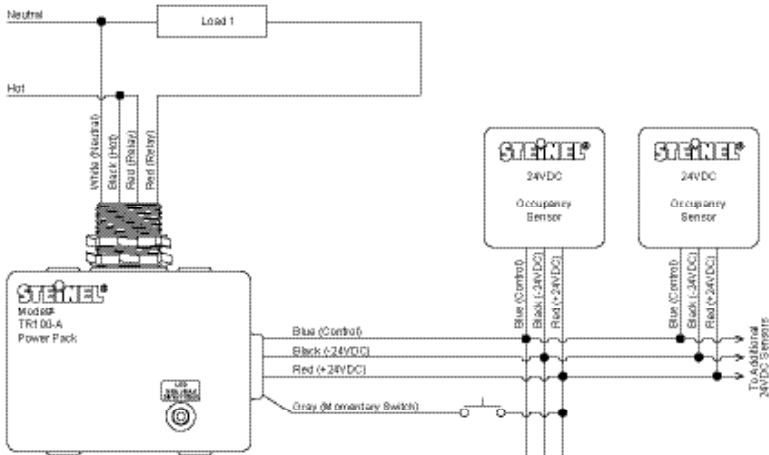 Neutral
Load 1
Hot
White (Neutral)
Black (Hot)
Red (Relay)
Red (Relay)
STEINEL®
Model#
TR100-A
Power Pack
LED
STEINEL®
24VDC
Occupancy
Sensor
STEINEL®
24VDC
Occupancy
Sensor
Blue (Control)
Black (-24VDC)
Red (+24VDC)
Blue (Control)
Black (-24VDC)
Red (+24VDC)
Blue (Control)
Black (-24VDC)
Red (+24VDC)
Gray (Momentary Switch)
To Additional
24VDC Sensors